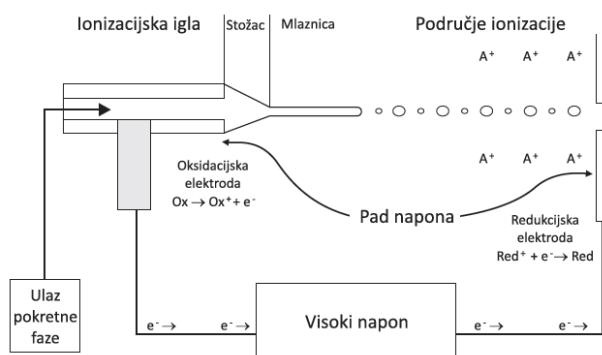 Ionizacijska igla
Stožac
Mlaznica
Područje ionizacije
A⁺ A⁺ A⁺
Oksidacijska
elektroda
Ox → Ox⁺ + e⁻
A⁺ A⁺ A⁺
Pad napona
Redukcijska
elektroda
Red⁺ + e⁻ → Red
Ulaz
pokretne
faze
e⁻ → e⁻ →
Visoki napon
e⁻ → e⁻ →